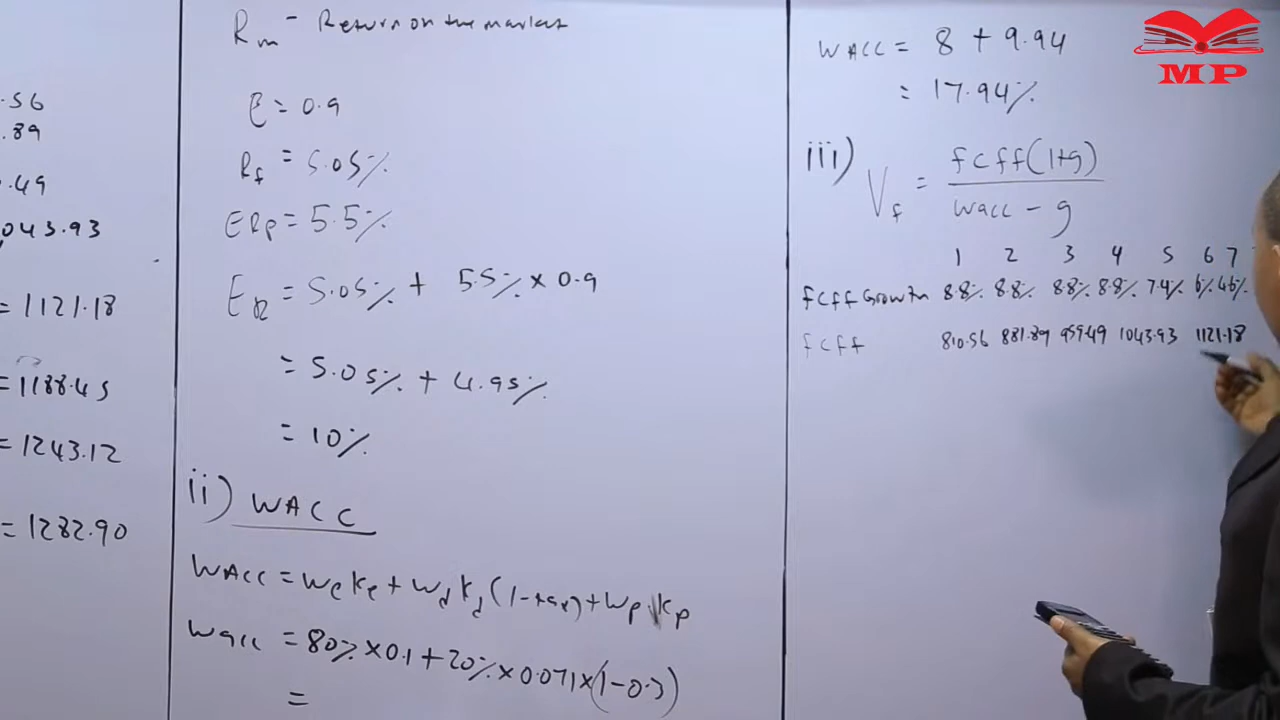 .56
.89
.49
1043.93
= 1121.18
= 1188.45
= 1243.12
= 1282.90
Rm - Return on the market
β = 0.9
Rf = 5.05%
ERp = 5.5%
ER = 5.05% + 5.5% x 0.9
= 5.05% + 4.95%
= 10%
ii) WACC
WACC = We Ke + Wd Kd (1-tax) + Wp Kp
Wacc = 80% x 0.1 + 20% x 0.071 x (1-0.3)
=
WACC = 8 + 9.94
= 17.94%
iii) Vf = fcff(1+g)
Wacc - g
1 2 3 4 5 6 7
fcff Growth 8.8% 8.8% 8.8% 8.8% 7.4% 6% 4.6%
fcff 810.56 881.89 959.49 1043.93 1121.18
MP